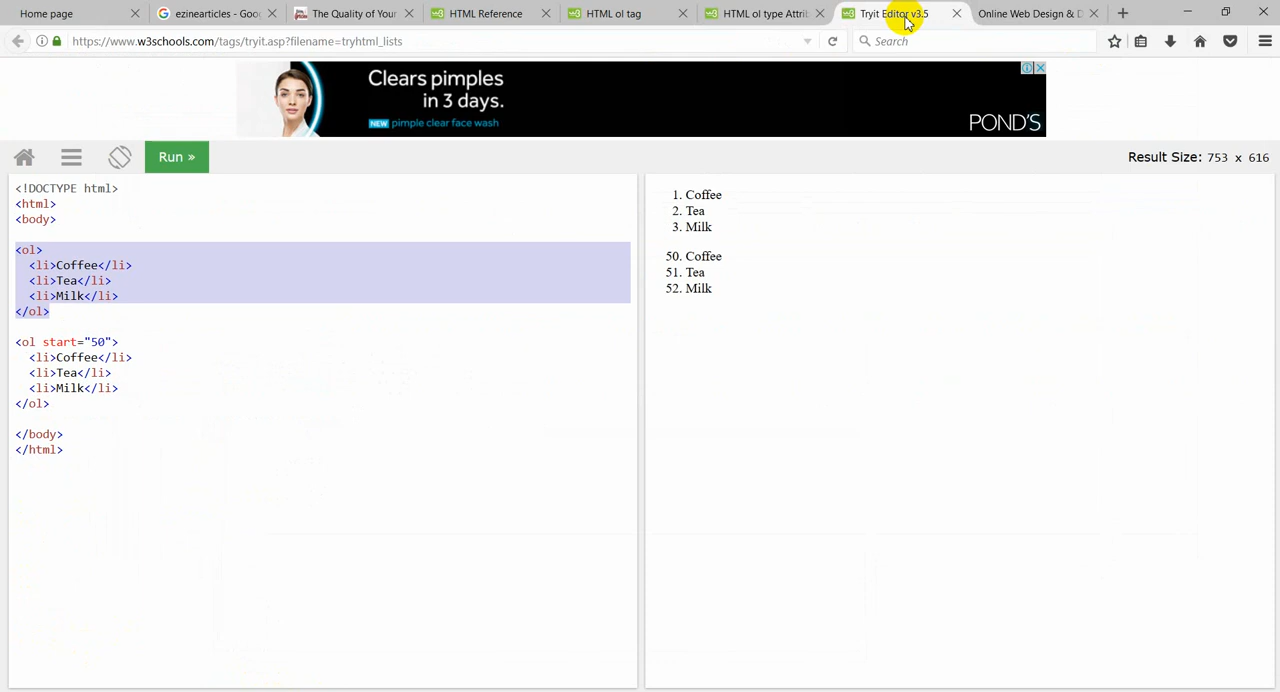 Home page
educharities - Goo
The Quality of Your
HTML Reference
HTML ol tag
HTML ol type Attrib
Tryit Editor v3.5
Online Web Design & D
https://www.w3schools.com/tags/tryit.asp?filename=tryhtml_lists
Search
Clears pimples
in 3 days.
NEW pimple clear face wash
POND'S
Run »
Result Size: 753 x 616
<!DOCTYPE html>
<html>
<body>
<ol>
<li>Coffee</li>
<li>Tea</li>
<li>Milk</li>
</ol>
<ol start="50">
<li>Coffee</li>
<li>Tea</li>
<li>Milk</li>
</ol>
</body>
</html>
1. Coffee
2. Tea
3. Milk
50. Coffee
51. Tea
52. Milk